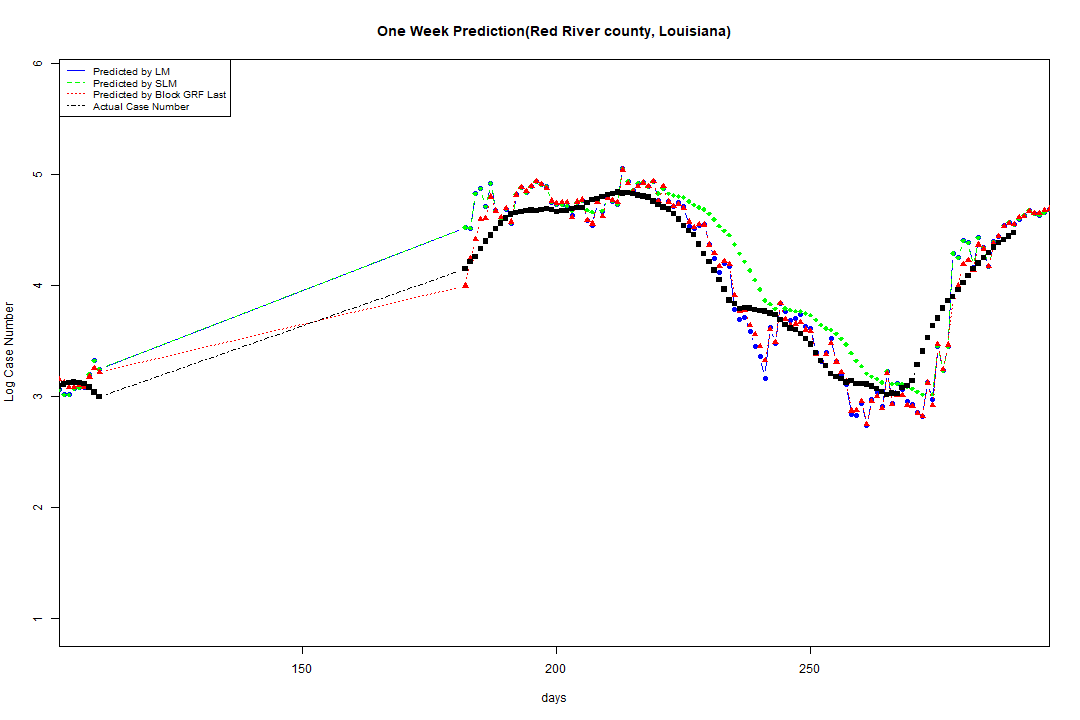 One Week Prediction(Red River county, Louisiana)
Predicted by LM
Predicted by SLM
Predicted by Block GRF Last
Actual Case Number
Log Case Number
6
5
4
3
2
1
150
200
250
days